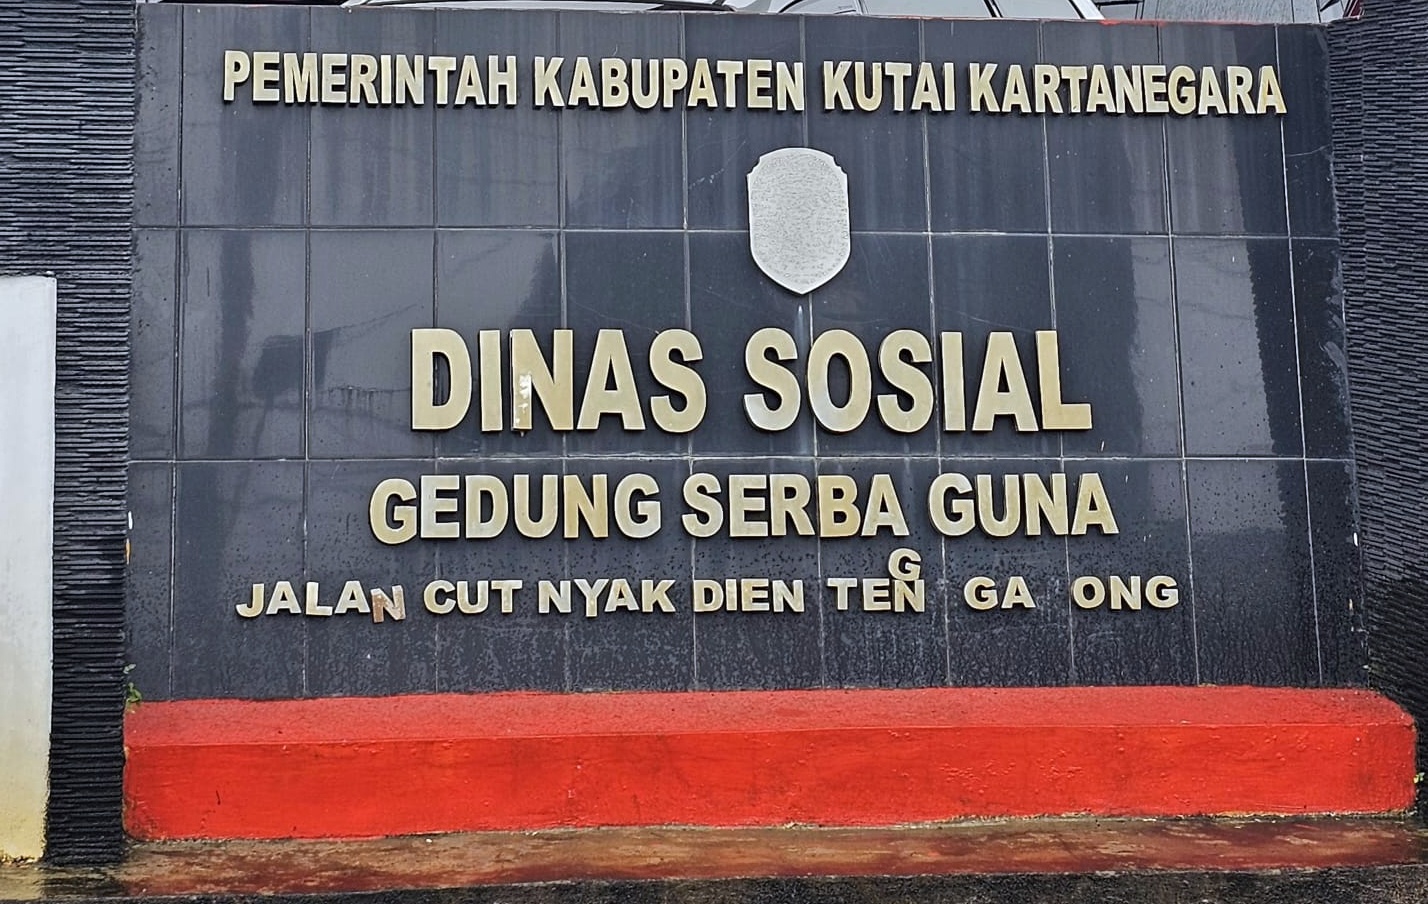 PEMERINTAH KABUPATEN KUTAI KARTANEGARA
DINAS SOSIAL
GEDUNG SERBA GUNA
JALAN CUT NYAK DIEN TENG GA ONG